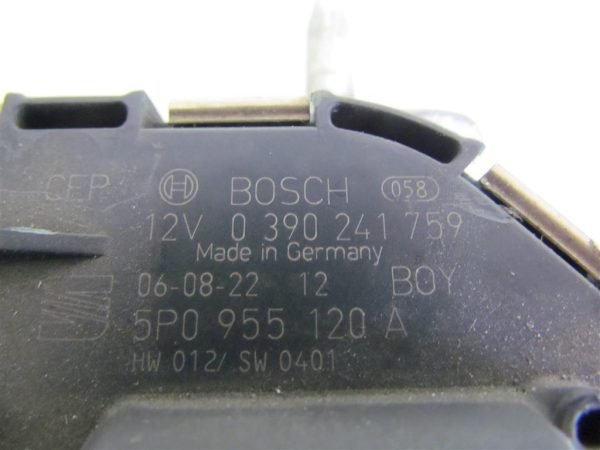 CEP BOSCH 058
12V 0 390 241 759
Made in Germany
06-08-22 12 BOY
5P0 955 120 A
HW 012/ SW 0401